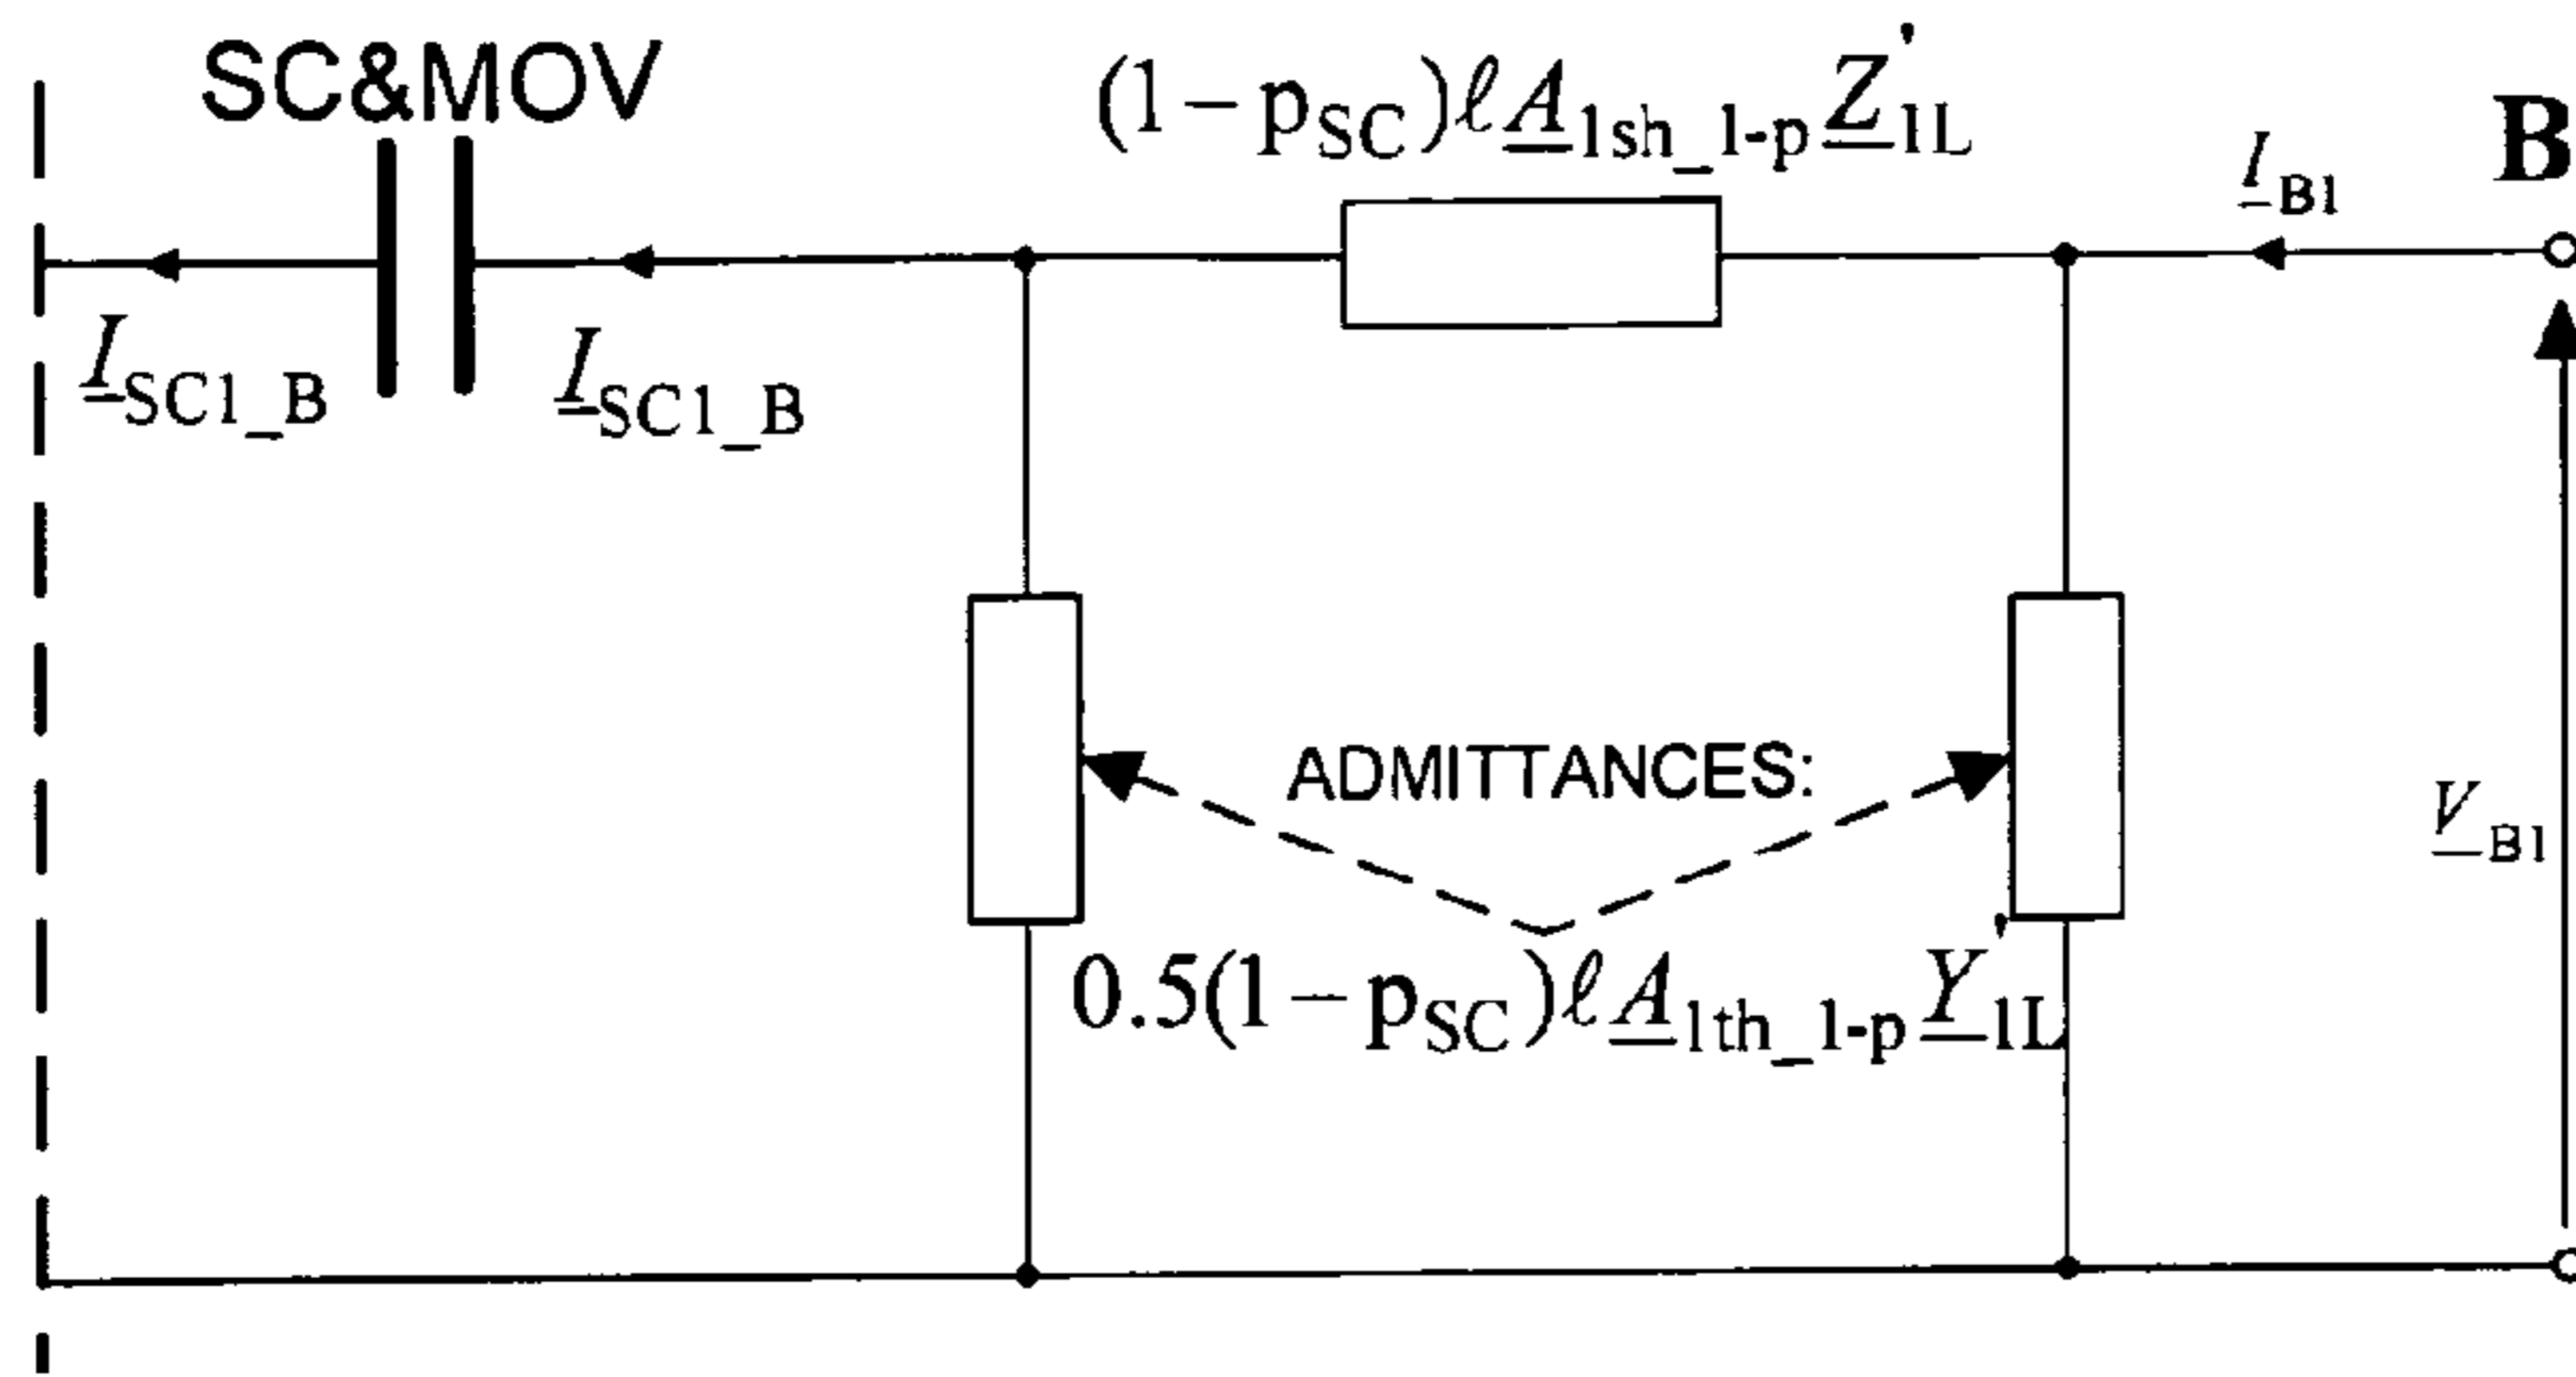 SC&MOV
(1−p_SC)ℓA_1sh_1-p Z'_1L
I_B1
B
I_SC1_B
I_SC1_B
ADMITTANCES:
V_B1
0.5(1−p_SC)ℓA_1th_1-p Y'_1L